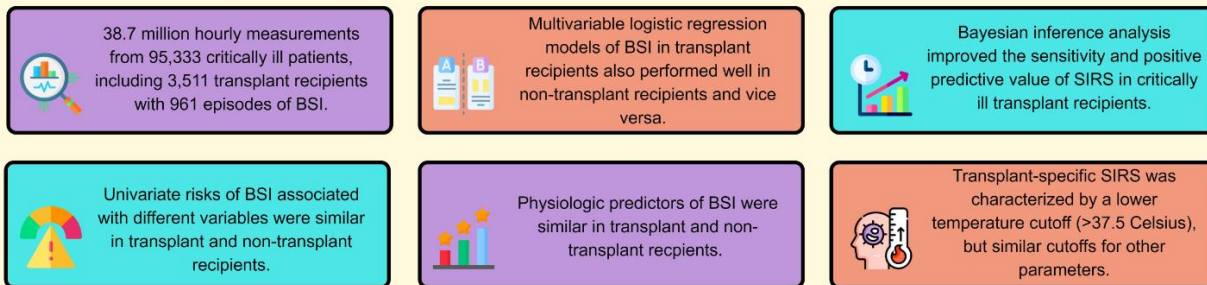 38.7 million hourly measurements
from 95,333 critically ill patients,
including 3,511 transplant recipients
with 961 episodes of BSI.
Multivariable logistic regression
models of BSI in transplant
recipients also performed well in
non-transplant recipients and vice
versa.
A B
Bayesian inference analysis
improved the sensitivity and positive
predictive value of SIRS in critically
ill transplant recipients.
Univariate risks of BSI associated
with different variables were similar
in transplant and non-transplant
recipients.
Physiologic predictors of BSI were
similar in transplant and non-
transplant recpients.
Transplant-specific SIRS was
characterized by a lower
temperature cutoff (>37.5 Celsius),
but similar cutoffs for other
parameters.